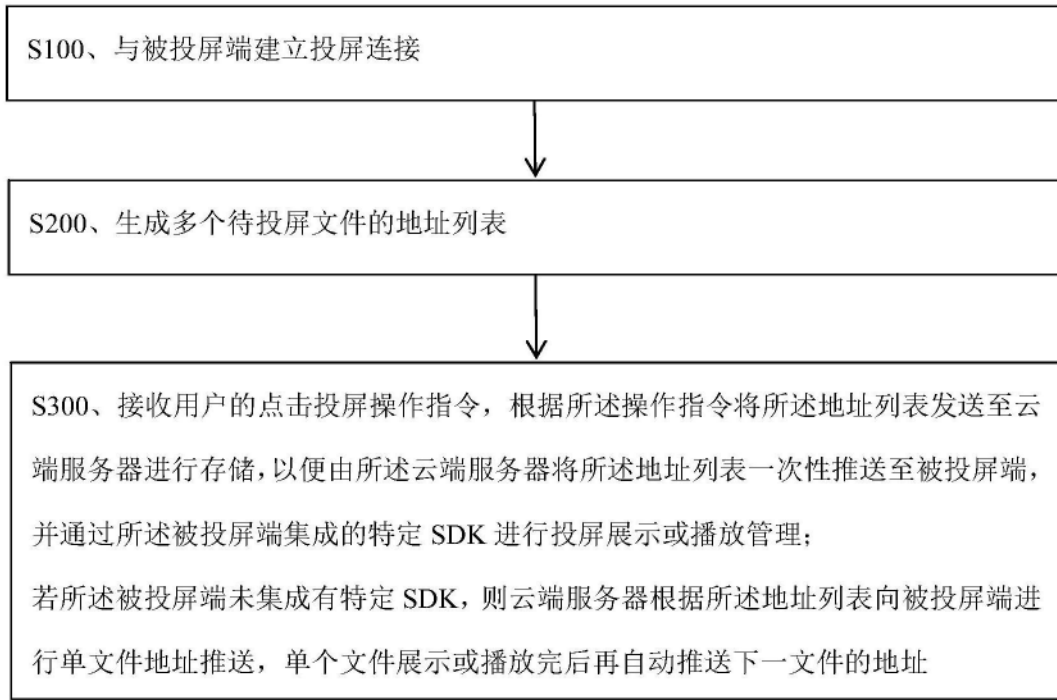 S100、与被投屏端建立投屏连接
S200、生成多个待投屏文件的地址列表
S300、接收用户的点击投屏操作指令，根据所述操作指令将所述地址列表发送至云
端服务器进行存储，以便由所述云端服务器将所述地址列表一次性推送至被投屏端，
并通过所述被投屏端集成的特定 SDK 进行投屏展示或播放管理；
若所述被投屏端未集成有特定 SDK，则云端服务器根据所述地址列表向被投屏端进
行单文件地址推送，单个文件展示或播放完后再自动推送下一文件的地址